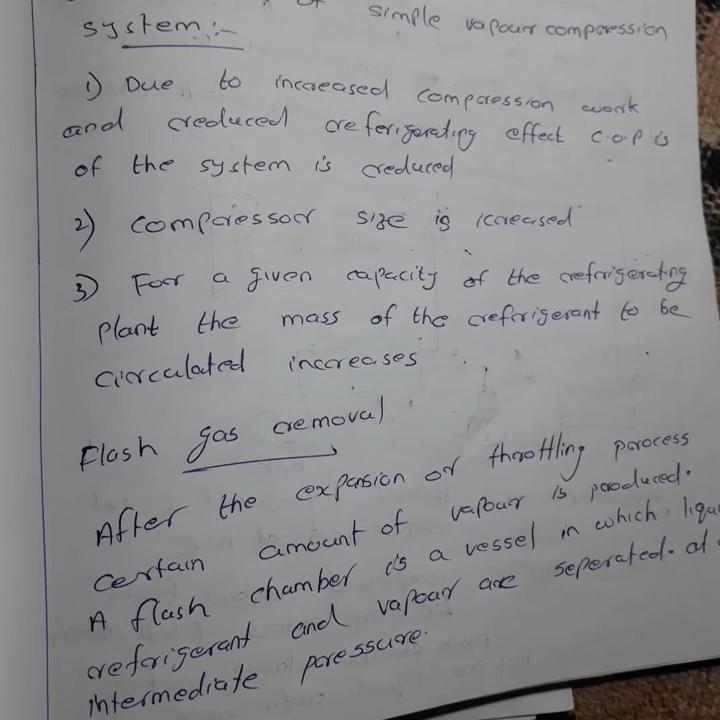 of simple vapour compression
system :-
1) Due to increased compression work
and reduced referigerating effect C.O.P is
of the system is reduced
2) compressor size is icreased
3) For a given capacity of the refrigerating
plant the mass of the refrigerant to be
circulated increases
Flash gas removal
After the expansion or throttling process
certain amount of vapour is produced.
A flash chamber is a vessel in which
refrigerant and vapour are seperated. at
intermediate pressure.